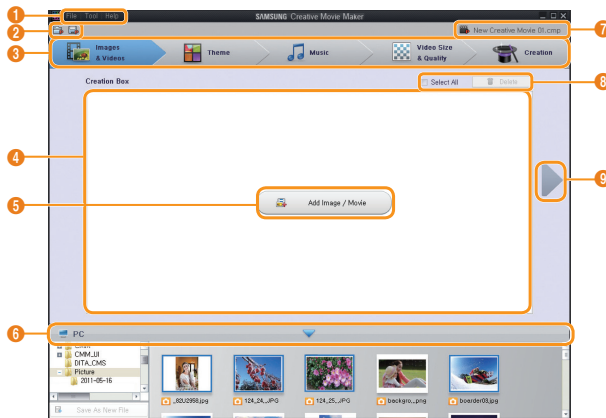 1
File Tool Help
SAMSUNG Creative Movie Maker
2
New Creative Movie 01.cmp
7
3
Images
& Videos
Theme
Music
Video Size
& Quality
Creation
Creation Box
Select All
Delete
8
4
9
5
Add Image / Movie
6
PC
CMM_UI
DITA_CMS
Picture
2011-05-16
Save As New File
_82U2958.jpg
124_24_.JPG
124_25_.JPG
backgro_.png
boarder03.jpg